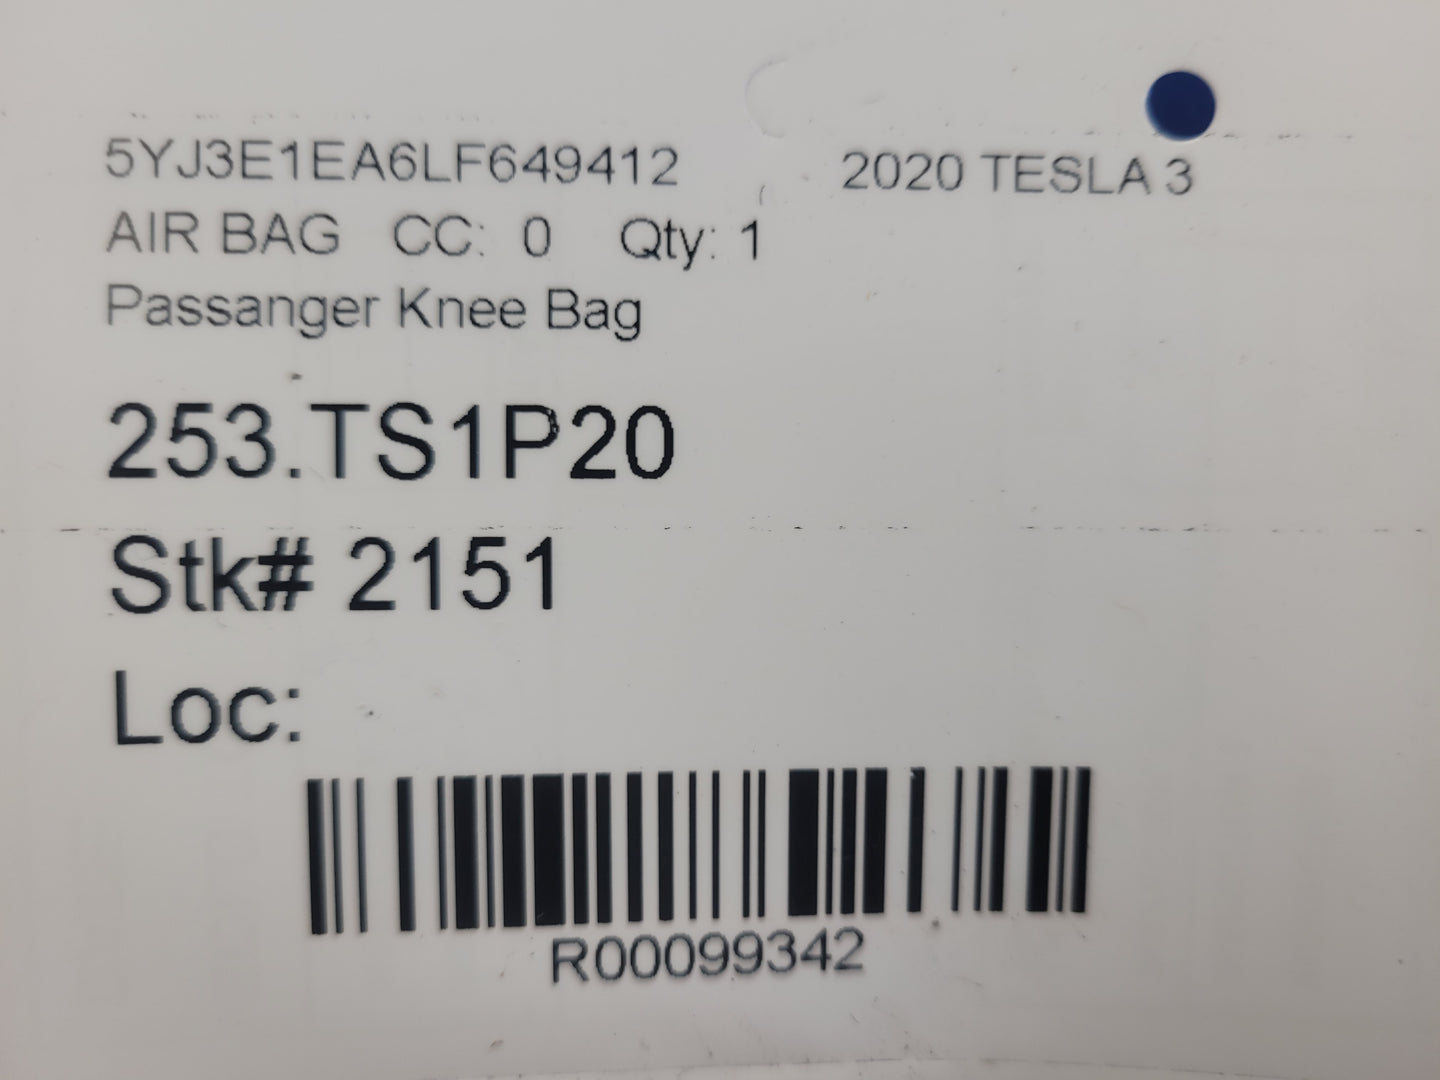 5YJ3E1EA6LF649412 2020 TESLA 3
AIR BAG CC: 0 Qty: 1
Passanger Knee Bag
253.TS1P20
Stk# 2151
Loc:
R00099342